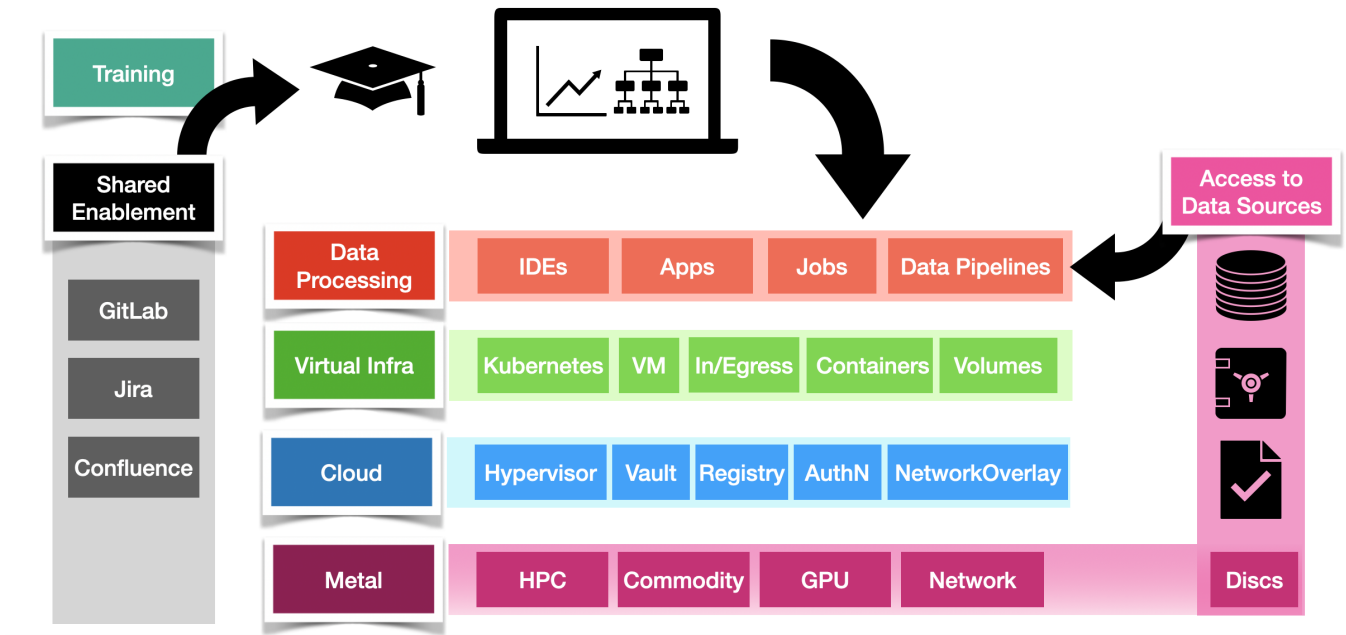 Training
Shared
Enablement
GitLab
Jira
Confluence
Data
Processing
IDEs
Apps
Jobs
Data Pipelines
Virtual Infra
Kubernetes
VM
In/Egress
Containers
Volumes
Cloud
Hypervisor
Vault
Registry
AuthN
NetworkOverlay
Metal
HPC
Commodity
GPU
Network
Access to
Data Sources
Discs